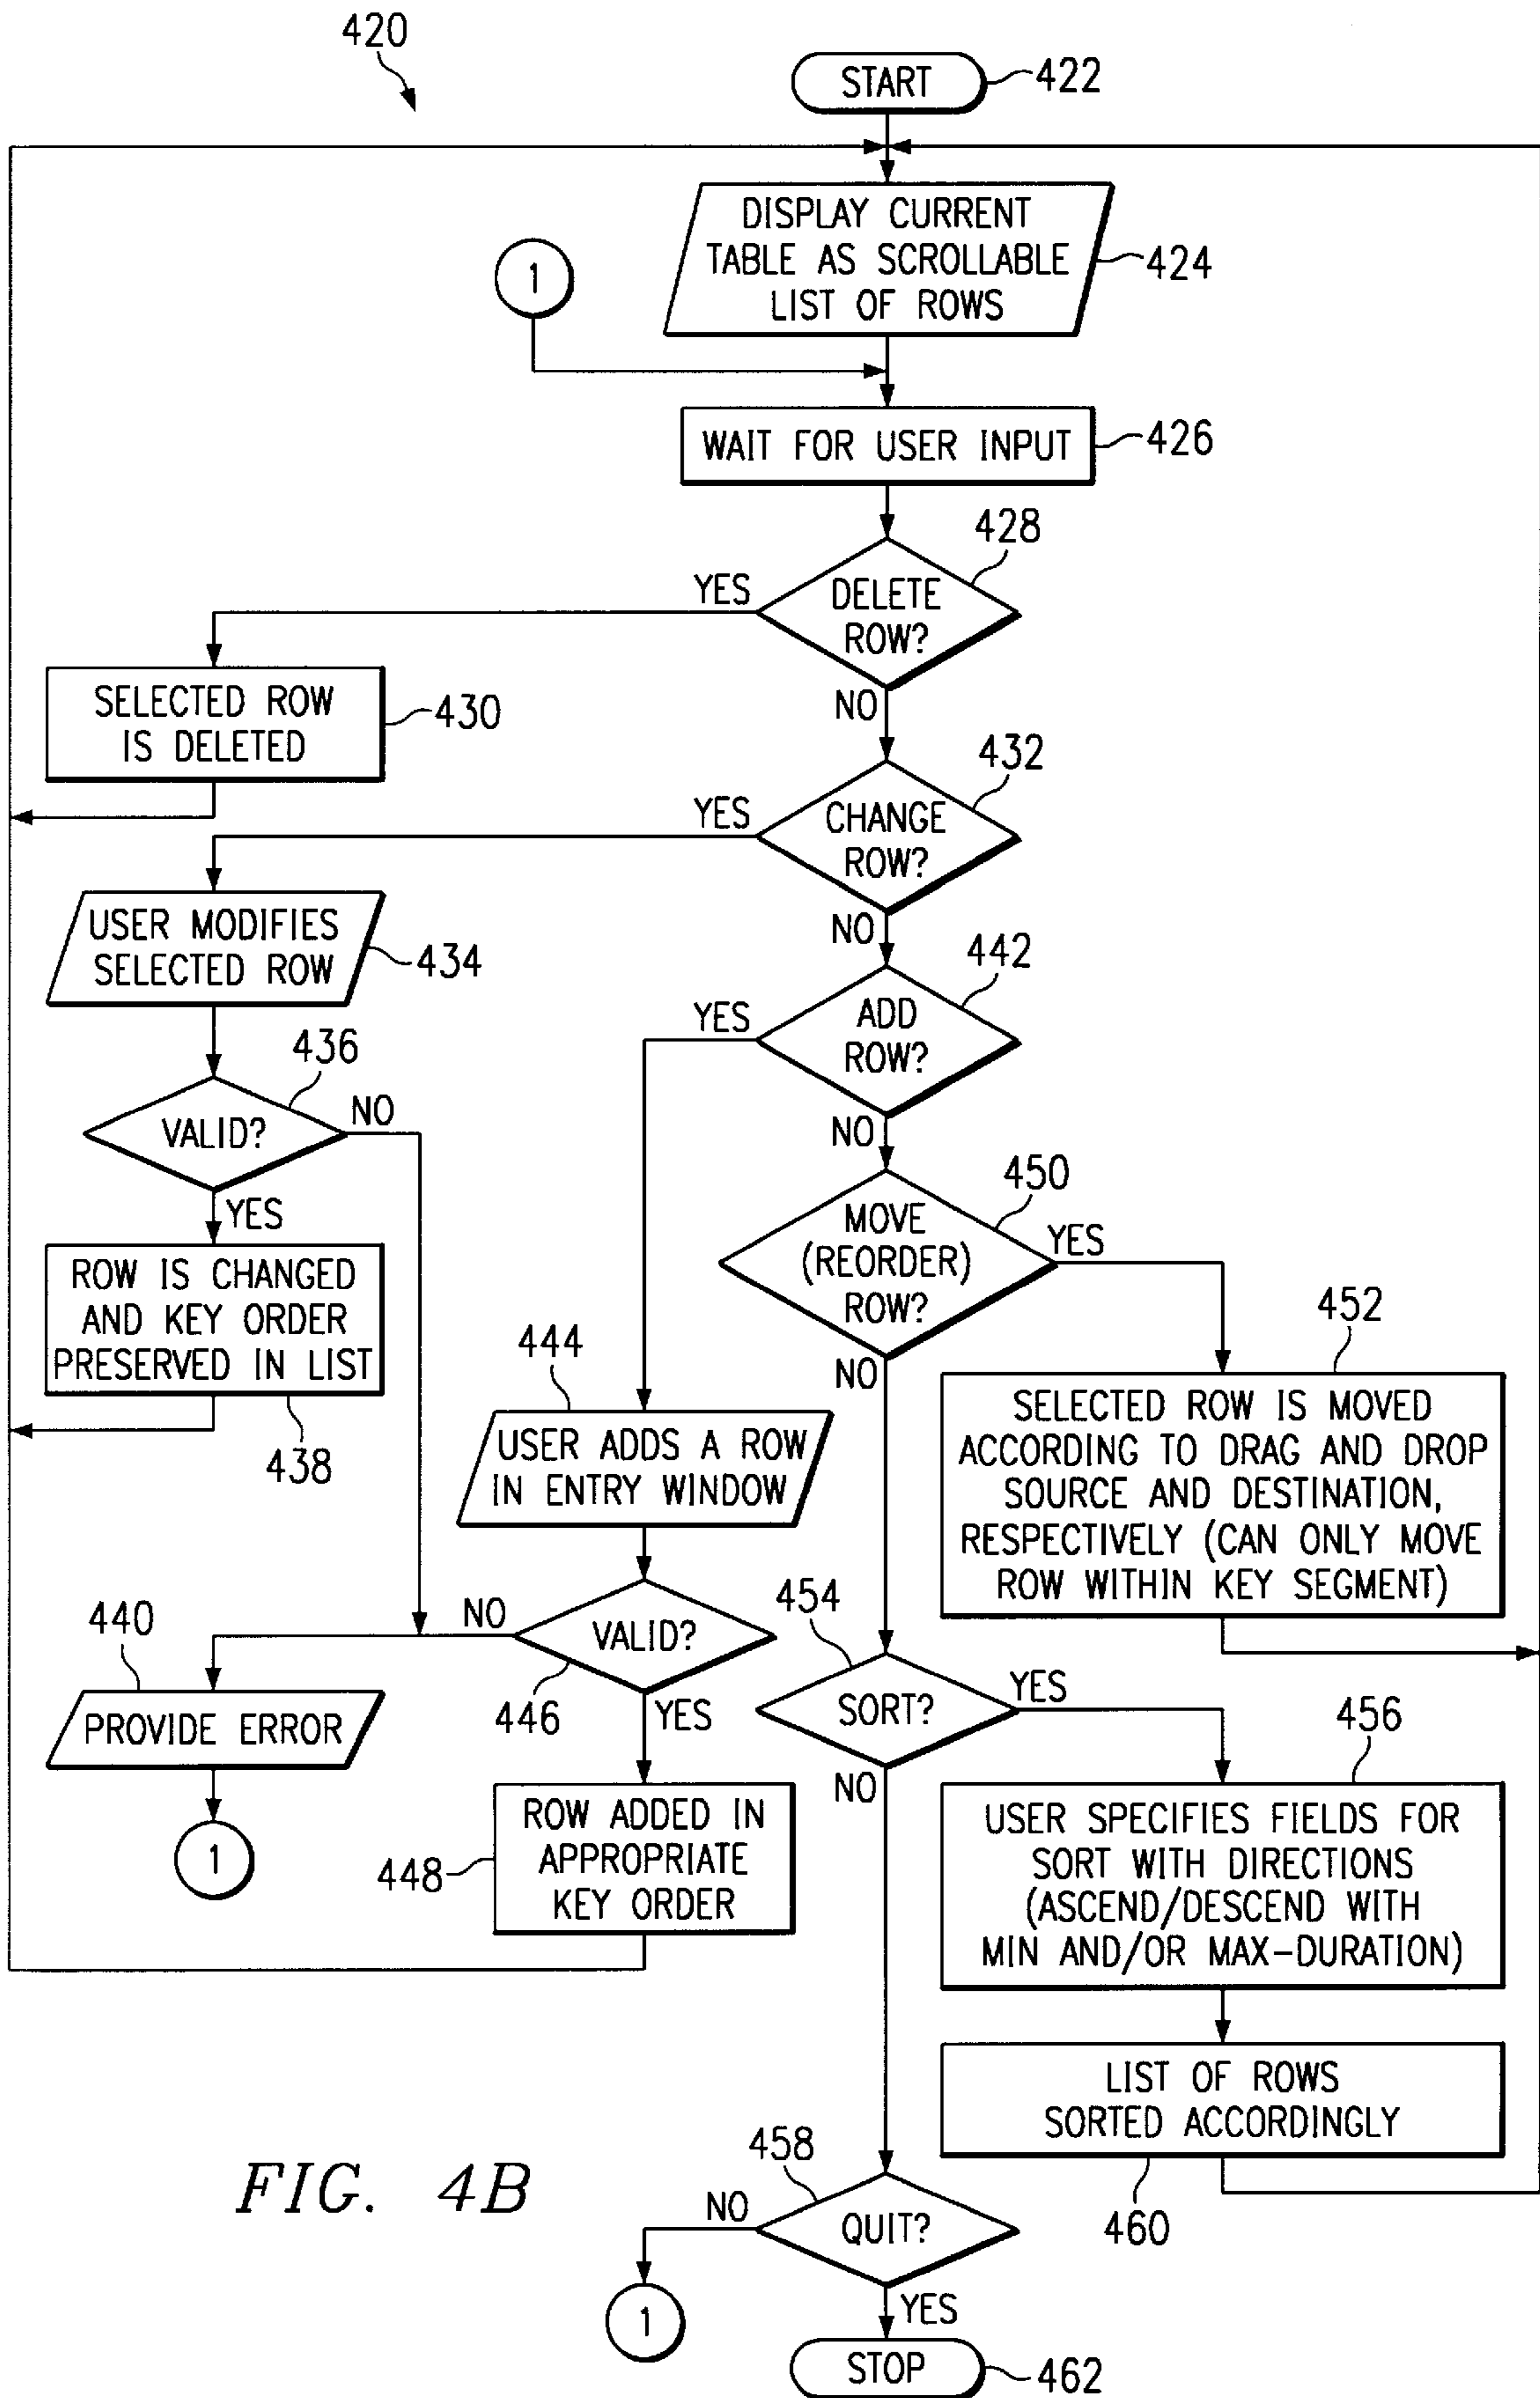 420
START
422
DISPLAY CURRENT
TABLE AS SCROLLABLE
LIST OF ROWS
424
1
WAIT FOR USER INPUT
426
428
DELETE
ROW?
YES
NO
SELECTED ROW
IS DELETED
430
432
CHANGE
ROW?
YES
NO
USER MODIFIES
SELECTED ROW
434
442
ADD
ROW?
YES
NO
436
VALID?
NO
YES
450
MOVE
(REORDER)
ROW?
YES
NO
ROW IS CHANGED
AND KEY ORDER
PRESERVED IN LIST
438
452
SELECTED ROW IS MOVED
ACCORDING TO DRAG AND DROP
SOURCE AND DESTINATION,
RESPECTIVELY (CAN ONLY MOVE
ROW WITHIN KEY SEGMENT)
444
USER ADDS A ROW
IN ENTRY WINDOW
440
PROVIDE ERROR
1
NO
VALID?
446
YES
454
SORT?
YES
NO
456
USER SPECIFIES FIELDS FOR
SORT WITH DIRECTIONS
(ASCEND/DESCEND WITH
MIN AND/OR MAX-DURATION)
448
ROW ADDED IN
APPROPRIATE
KEY ORDER
LIST OF ROWS
SORTED ACCORDINGLY
460
458
QUIT?
NO
1
YES
STOP
462
FIG. 4B